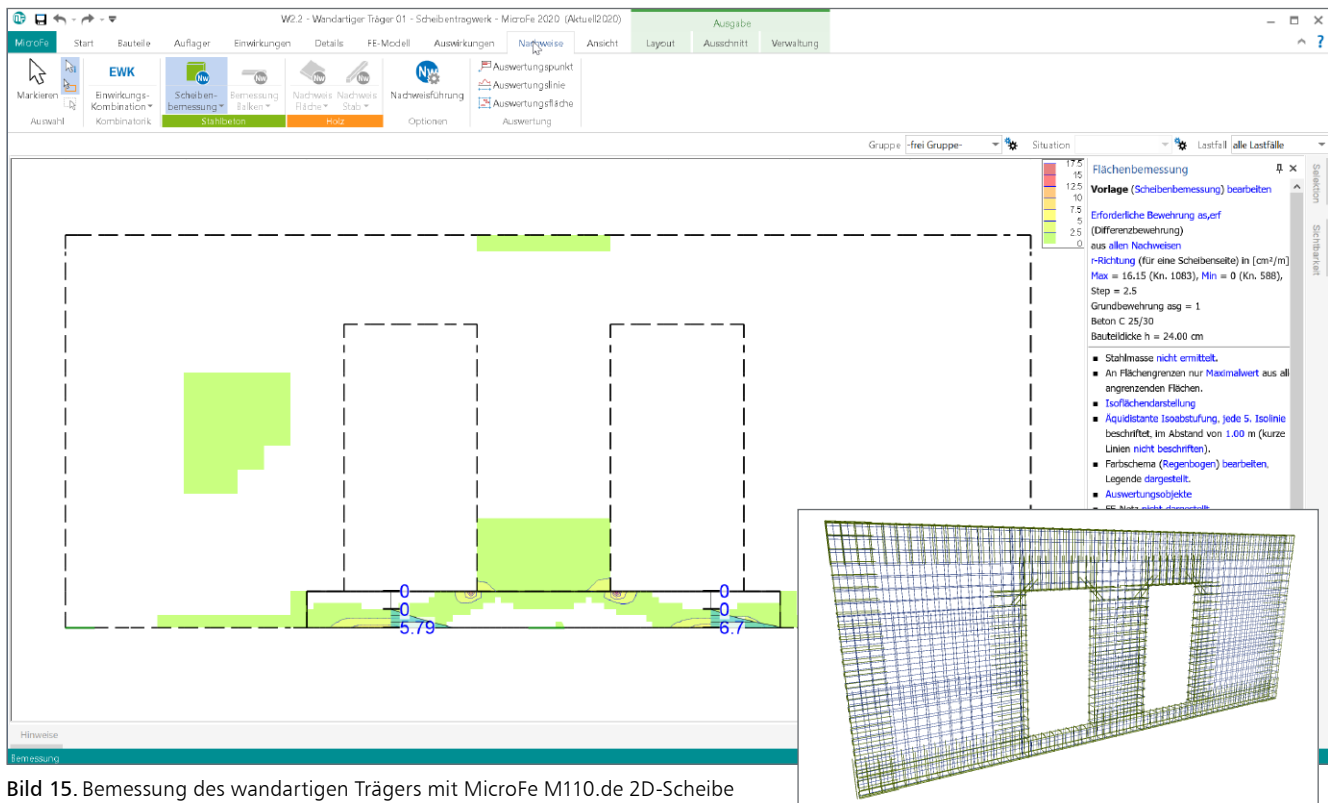 W2.2 - Wandartiger Träger 01 - Scheibentragwerk - MicroFe 2020 (Aktuell2020)
Ausgabe
MicroFe Start Bauteile Auflager Einwirkungen Details FE-Modell Auswirkungen Nachweise Ansicht Layout Ausschnitt Verwaltung
Markieren
Auswahl
EWK
Einwirkungs-
Kombination
Kombinatorik
Scheiben-
bemessung
Bemessung
Balken
Stahlbeton
Nachweis
Fläche
Nachweis
Stab
Holz
Nachweisführung
Optionen
Auswertungspunkt
Auswertungslinie
Auswertungsfläche
Auswertung
Gruppe -frei Gruppe- Situation Lastfall alle Lastfälle
17.5
15
12.5
10
7.5
5
2.5
0
0
0
5.79
0
0
6.7
Flächenbemessung
Vorlage (Scheibenbemessung) bearbeiten
Erforderliche Bewehrung as,erf
(Differenzbewehrung)
aus allen Nachweisen
r-Richtung (für eine Scheibenseite) in [cm²/m]
Max = 16.15 (Kn. 1083), Min = 0 (Kn. 588),
Step = 2.5
Grundbewehrung asg = 1
Beton C 25/30
Bauteildicke h = 24.00 cm
Stahlmasse nicht ermittelt.
An Flächengrenzen nur Maximalwert aus all
angrenzenden Flächen.
Isoflächendarstellung
Äquidistante Isoabstufung, jede 5. Isolinie
beschriftet, im Abstand von 1.00 m (kurze
Linien nicht beschriften).
Farbschema (Regenbogen) bearbeiten,
Legende dargestellt.
Auswertungsobjekte
FE-Netz nicht dargestellt
Selektion
Sichtbarkeit
Hinweise
Bemessung
Bild 15. Bemessung des wandartigen Trägers mit MicroFe M110.de 2D-Scheibe